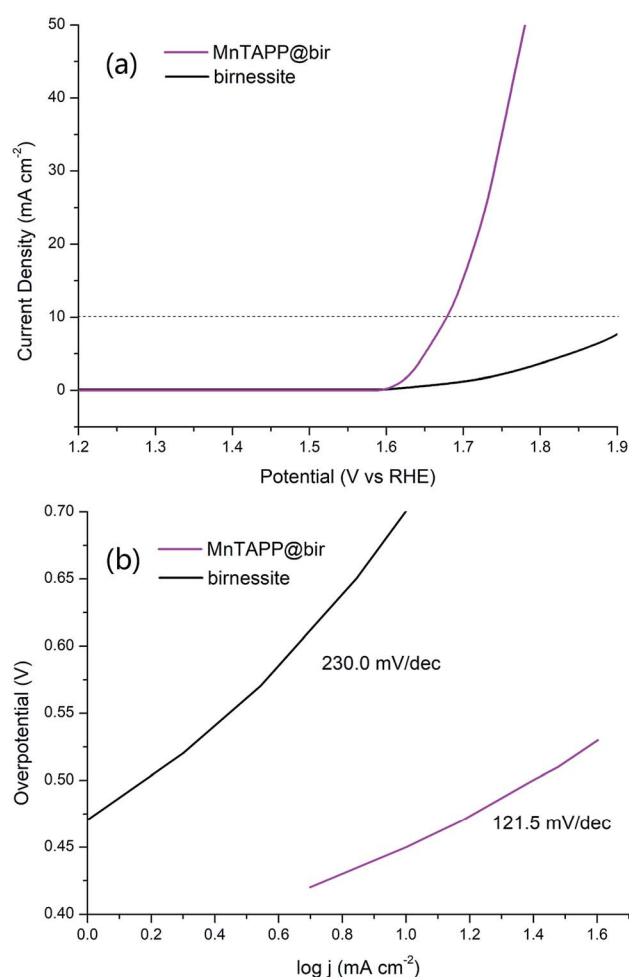 50
40
30
20
10
0
Current Density (mA cm⁻²)
(a)
MnTAPP@bir
birnessite
1.2 1.3 1.4 1.5 1.6 1.7 1.8 1.9
Potential (V vs RHE)
0.70
0.65
0.60
0.55
0.50
0.45
0.40
Overpotential (V)
(b)
MnTAPP@bir
birnessite
230.0 mV/dec
121.5 mV/dec
0.0 0.2 0.4 0.6 0.8 1.0 1.2 1.4 1.6
log j (mA cm⁻²)